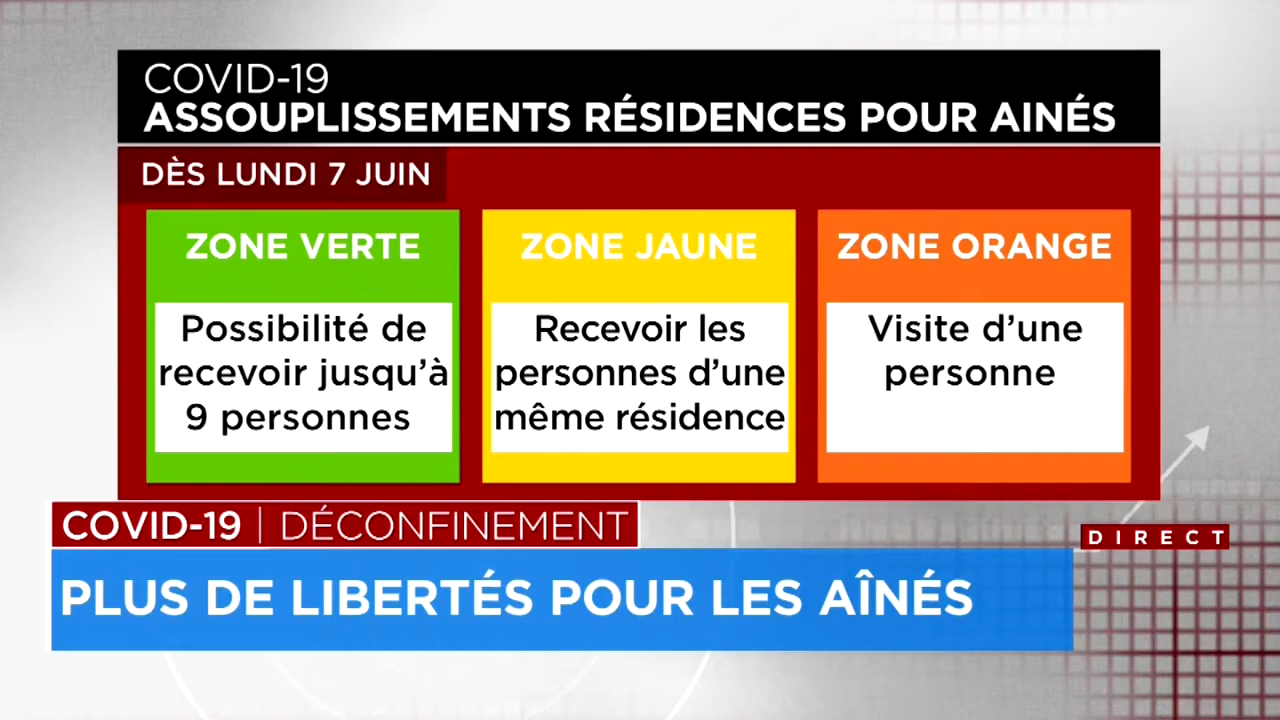 COVID-19
ASSOUPLISSEMENTS RÉSIDENCES POUR AINÉS
DÈS LUNDI 7 JUIN
ZONE VERTE
Possibilité de
recevoir jusqu'à
9 personnes
ZONE JAUNE
Recevoir les
personnes d'une
même résidence
ZONE ORANGE
Visite d'une
personne
COVID-19 | DÉCONFINEMENT
DIRECT
PLUS DE LIBERTÉS POUR LES AÎNÉS